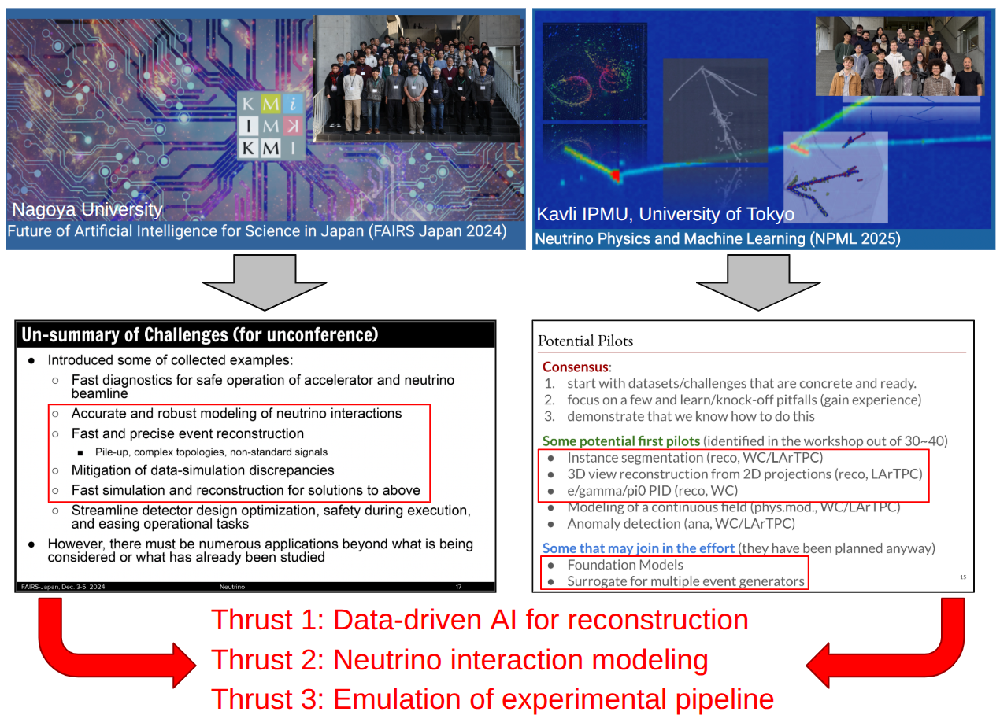 K M i
I M K
K M I
Nagoya University
Future of Artificial Intelligence for Science in Japan (FAIRS Japan 2024)
Kavli IPMU, University of Tokyo
Neutrino Physics and Machine Learning (NPML 2025)
Un-summary of Challenges (for unconference)
● Introduced some of collected examples:
○ Fast diagnostics for safe operation of accelerator and neutrino
beamline
○ Accurate and robust modeling of neutrino interactions
○ Fast and precise event reconstruction
■ Pile-up, complex topologies, non-standard signals
○ Mitigation of data-simulation discrepancies
○ Fast simulation and reconstruction for solutions to above
○ Streamline detector design optimization, safety during execution,
and easing operational tasks
● However, there must be numerous applications beyond what is being
considered or what has already been studied
FAIRS-Japan, Dec. 3-5, 2024 Neutrino 17
Potential Pilots
Consensus:
1. start with datasets/challenges that are concrete and ready.
2. focus on a few and learn/knock-off pitfalls (gain experience)
3. demonstrate that we know how to do this
Some potential first pilots (identified in the workshop out of 30~40)
● Instance segmentation (reco, WC/LArTPC)
● 3D view reconstruction from 2D projections (reco, LArTPC)
● e/gamma/pi0 PID (reco, WC)
● Modeling of a continuous field (phys.mod., WC/LArTPC)
● Anomaly detection (ana, WC/LArTPC)
Some that may join in the effort (they have been planned anyway)
● Foundation Models
● Surrogate for multiple event generators
15
Thrust 1: Data-driven AI for reconstruction
Thrust 2: Neutrino interaction modeling
Thrust 3: Emulation of experimental pipeline